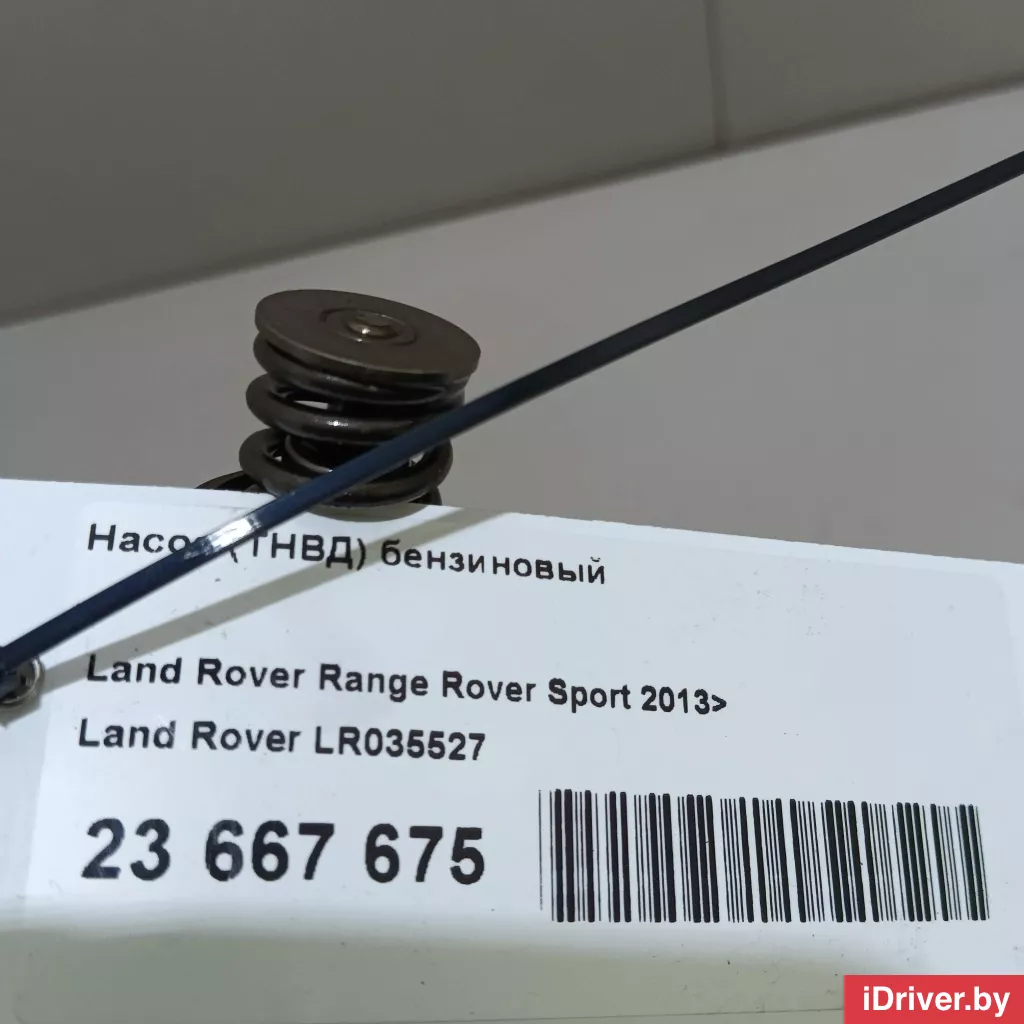 Насос (ТНВД) бензиновый
Land Rover Range Rover Sport 2013>
Land Rover LR035527
23 667 675
iDriver.by